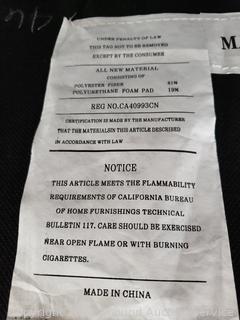 UNDER PENALTY OF LAW
THIS TAG NOT TO BE REMOVED
EXCEPT BY THE CONSUMER
ALL NEW MATERIAL
CONSISTING OF
POLYESTER FIBER 81%
POLYURETHANE FOAM PAD 19%
REG NO.CA40993CN
CERTIFICATION IS MADE BY THE MANUFACTURER
THAT THE MATERIALSIN THIS ARTICLE DESCRIBED
IN ACCORDANCE WITH LAW
NOTICE
THIS ARTICLE MEETS THE FLAMMABILITY
REQUIREMENTS OF CALIFORNIA BUREAU
OF HOME FURNISHINGS TECHNICAL
BULLETIN 117. CARE SHOULD BE EXERCISED
NEAR OPEN FLAME OR WITH BURNING
CIGARETTES.
MADE IN CHINA